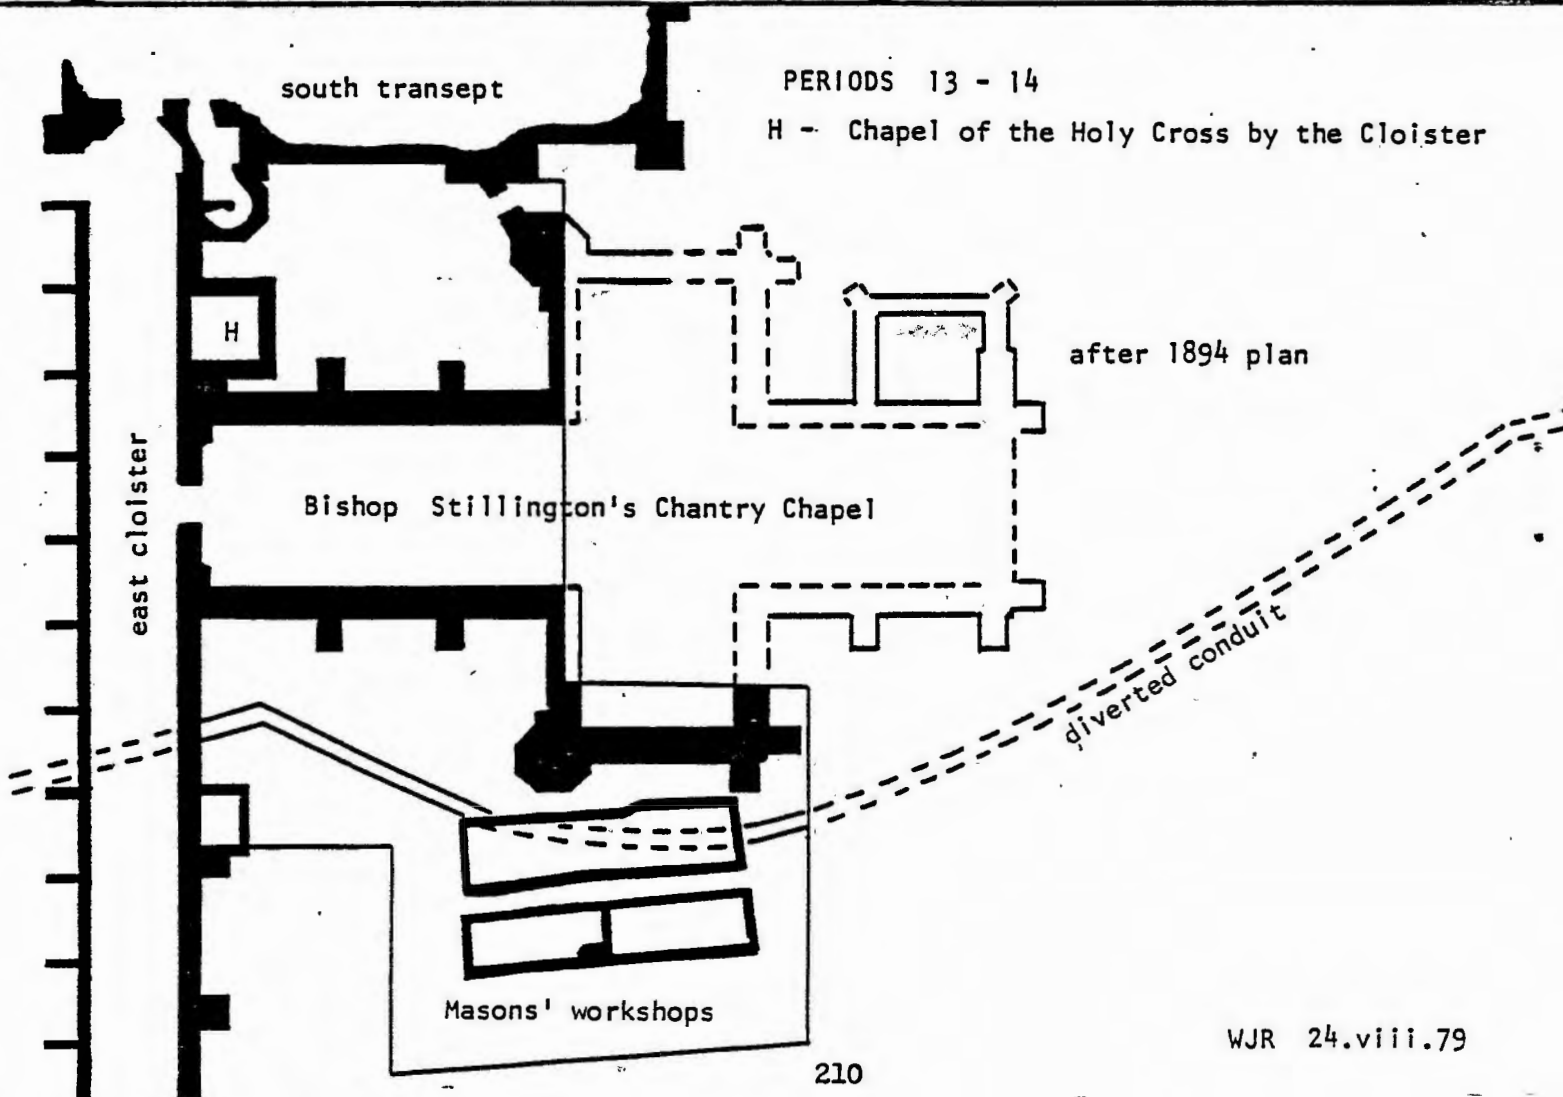 south transept
PERIODS 13 - 14
H - Chapel of the Holy Cross by the Cloister
H
after 1894 plan
east cloister
Bishop Stillington's Chantry Chapel
diverted conduit
Masons' workshops
WJR 24.viii.79
210